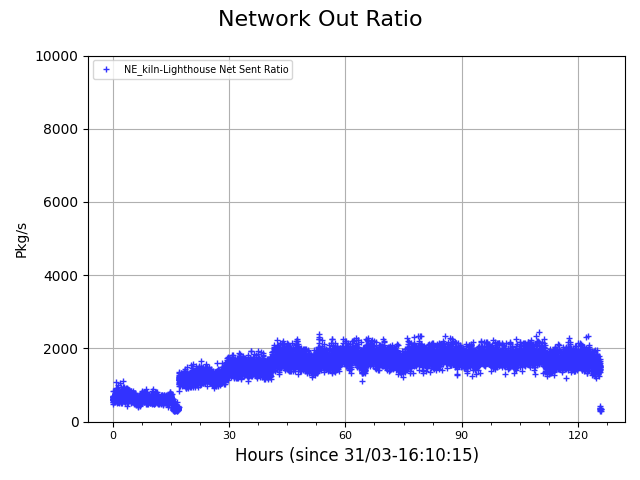 Network Out Ratio
NE_kiln-Lighthouse Net Sent Ratio
Pkg/s
10000
8000
6000
4000
2000
0
0 30 60 90 120
Hours (since 31/03-16:10:15)